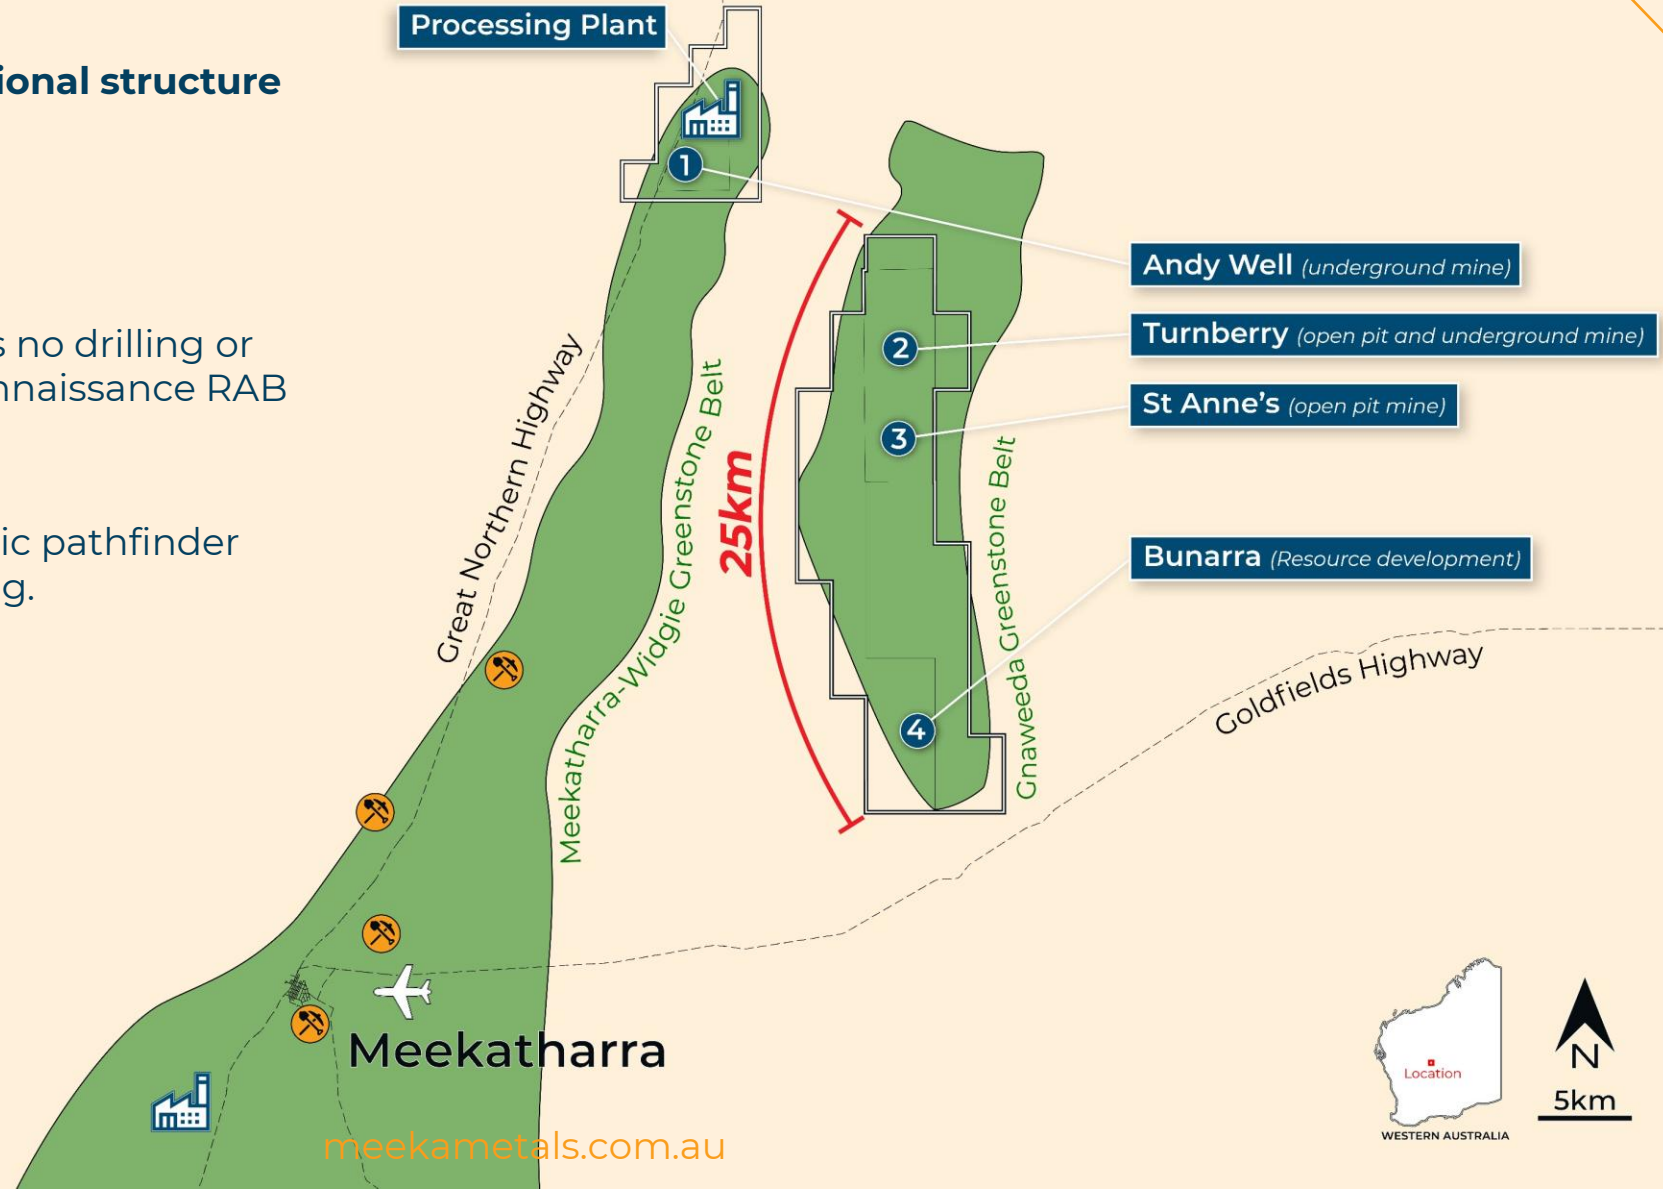 Processing Plant
ional structure
1
Andy Well (underground mine)
Turnberry (open pit and underground mine)
2
St Anne's (open pit mine)
3
s no drilling or
nnaissance RAB
Great Northern Highway
Meekatharra-Widgie Greenstone Belt
25km
Gnaweeda Greenstone Belt
ic pathfinder
g.
Bunarra (Resource development)
4
Goldfields Highway
Meekatharra
Location
WESTERN AUSTRALIA
N
5km
meekametals.com.au